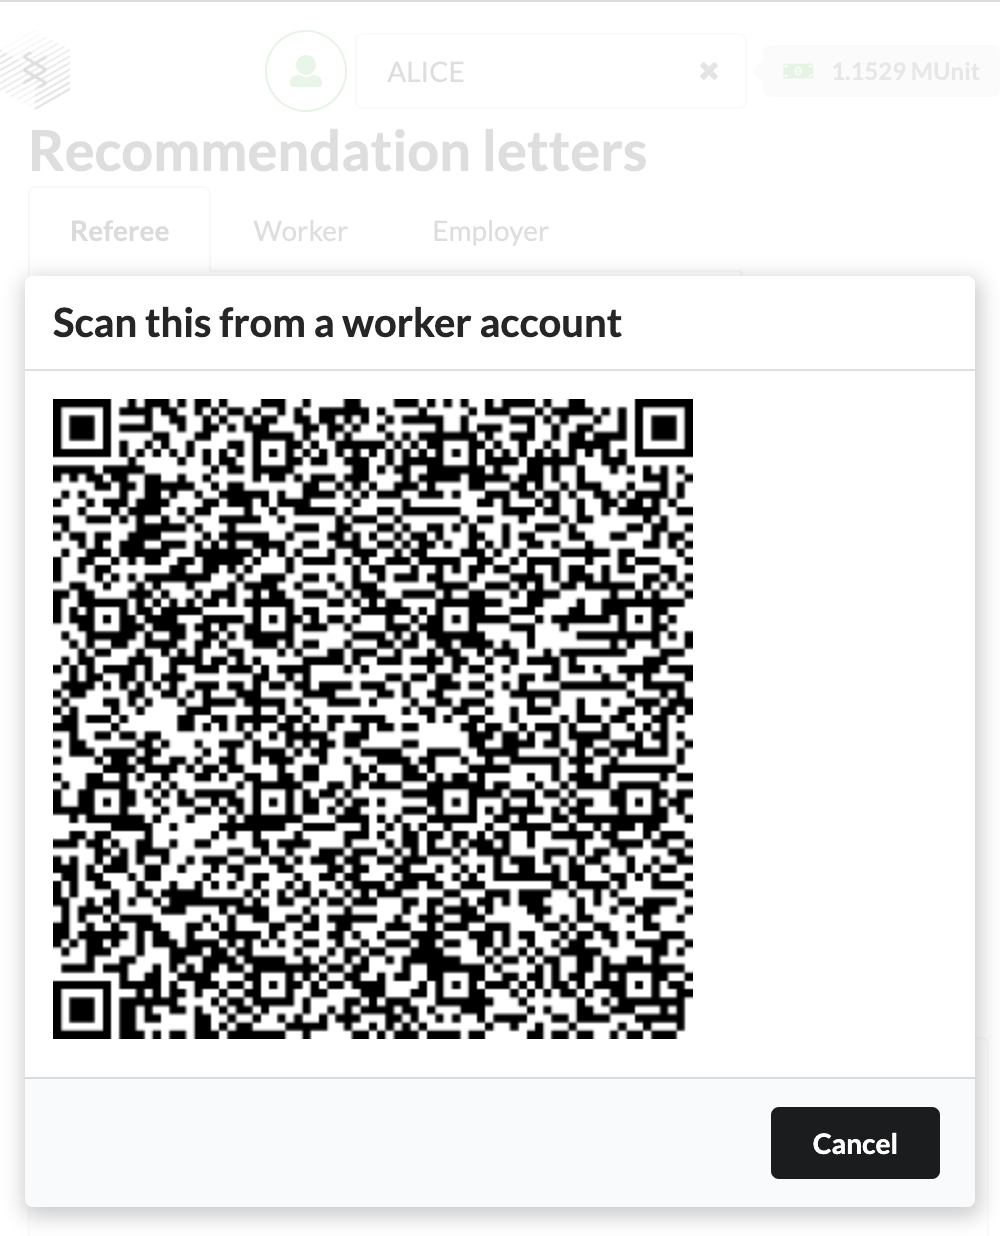 ALICE
1.1529 MUnit
Recommendation letters
Referee
Worker
Employer
Scan this from a worker account
Cancel